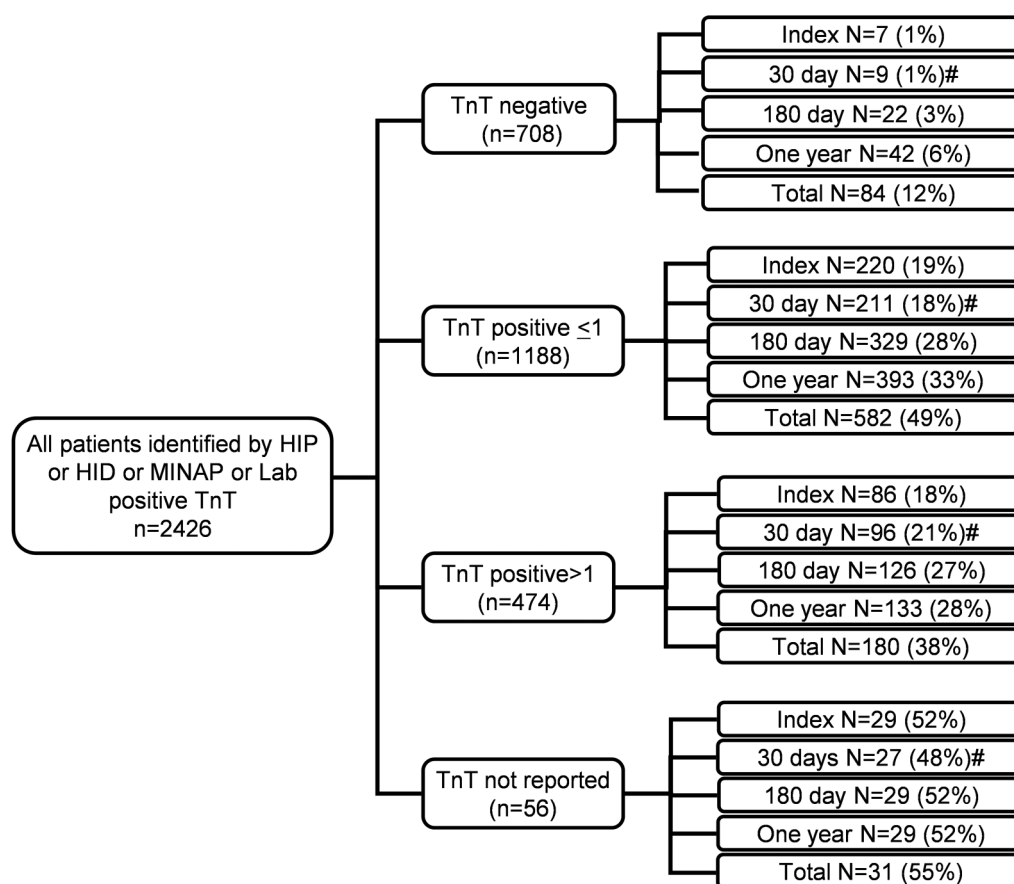 All patients identified by HIP
or HID or MINAP or Lab
positive TnT
n=2426
TnT negative
(n=708)
Index N=7 (1%)
30 day N=9 (1%)#
180 day N=22 (3%)
One year N=42 (6%)
Total N=84 (12%)
TnT positive ≤1
(n=1188)
Index N=220 (19%)
30 day N=211 (18%)#
180 day N=329 (28%)
One year N=393 (33%)
Total N=582 (49%)
TnT positive>1
(n=474)
Index N=86 (18%)
30 day N=96 (21%)#
180 day N=126 (27%)
One year N=133 (28%)
Total N=180 (38%)
TnT not reported
(n=56)
Index N=29 (52%)
30 days N=27 (48%)#
180 day N=29 (52%)
One year N=29 (52%)
Total N=31 (55%)